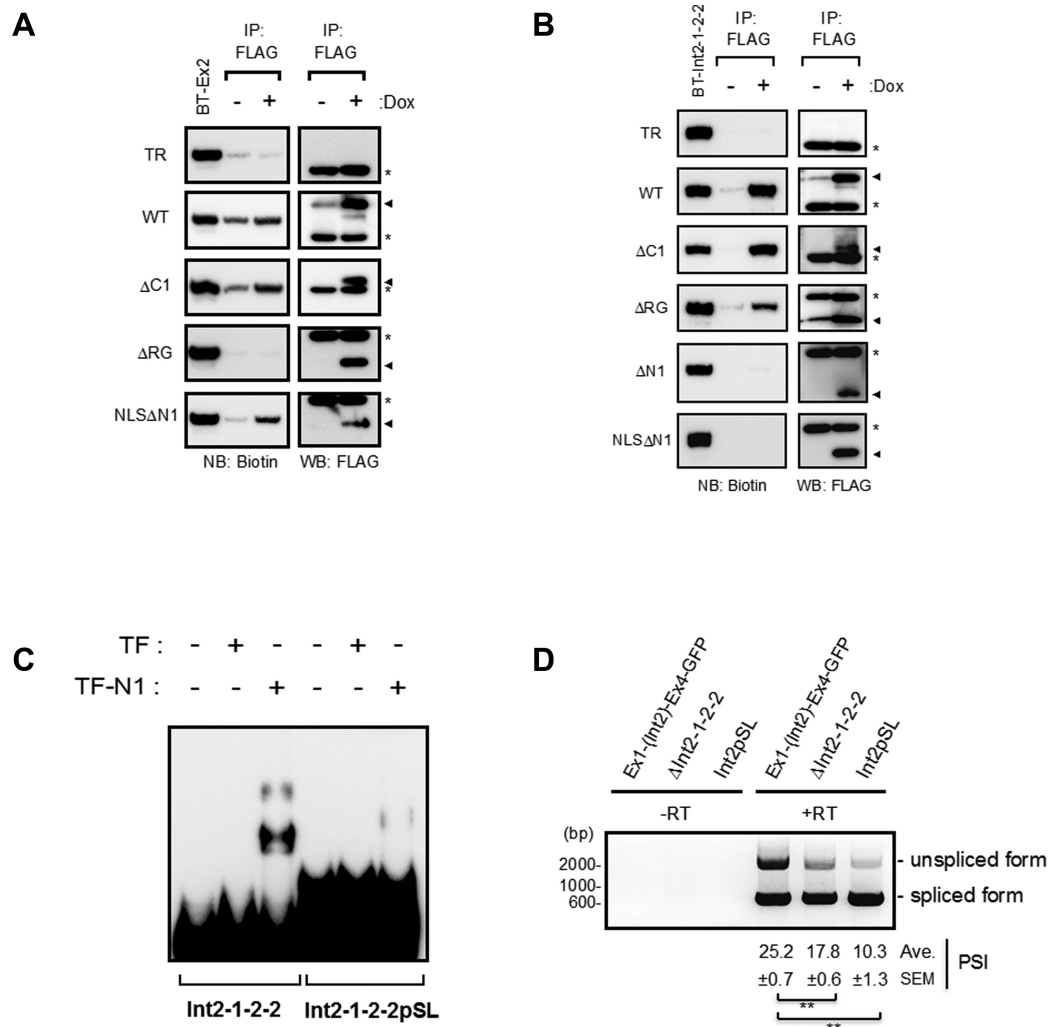 A
IP: FLAG
IP: FLAG
BT-Ex2
- + - + :Dox
TR
*
WT
*
ΔC1
*
ΔRG
*
NLSΔN1
*
NB: Biotin WB: FLAG
B
IP: FLAG
IP: FLAG
BT-Int2-1-2-2
- + - + :Dox
TR
*
WT
*
ΔC1
*
ΔRG
*
ΔN1
*
NLSΔN1
*
NB: Biotin WB: FLAG
C
TF : - + - - + -
TF-N1 : - - + - - +
Int2-1-2-2 Int2-1-2-2pSL
D
Ex1-(Int2)-Ex4-GFP
ΔInt2-1-2-2
Int2pSL
Ex1-(Int2)-Ex4-GFP
ΔInt2-1-2-2
Int2pSL
-RT +RT
(bp)
2000-
1000-
600-
- unspliced form
- spliced form
25.2 17.8 10.3 Ave.
±0.7 ±0.6 ±1.3 SEM
PSI
**
**